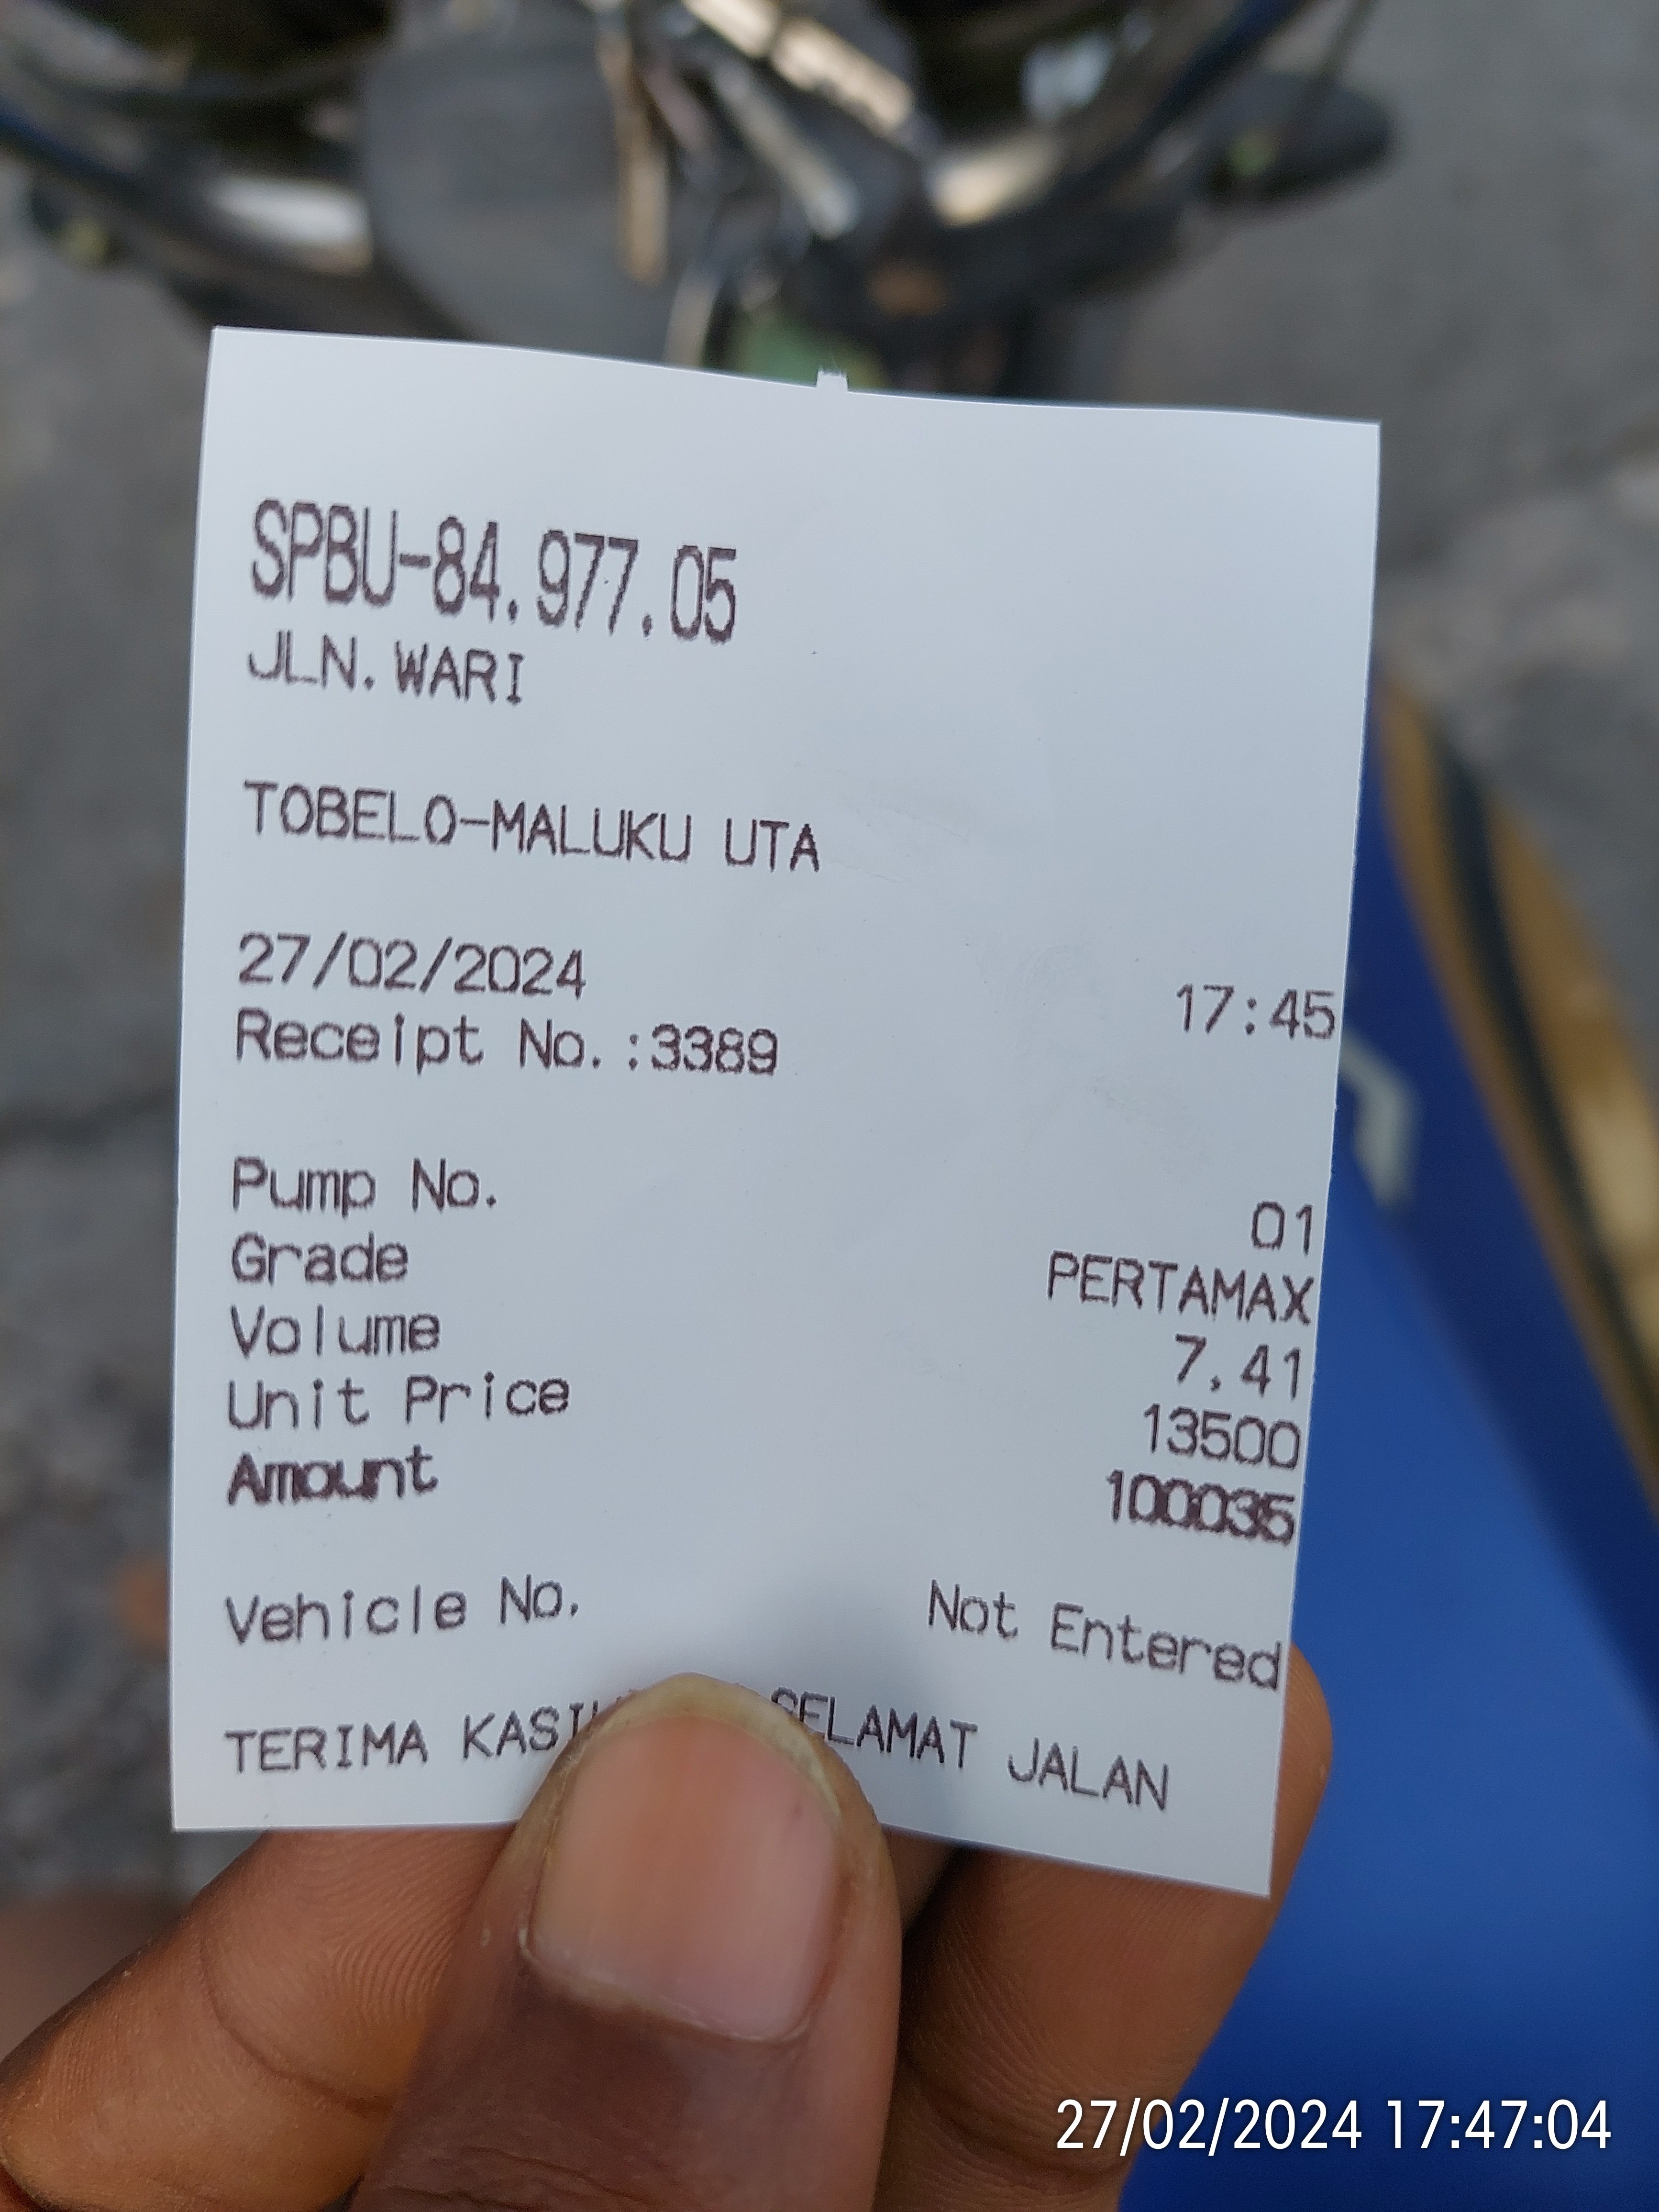 SPBU-84.977.05
JLN. WARI
TOBELO-MALUKU UTA
27/02/2024 17:45
Receipt No.:3389
Pump No. 01
Grade PERTAMAX
Volume 7.41
Unit Price 13500
Amount 100035
Vehicle No. Not Entered
TERIMA SELAMAT JALAN
27/02/2024 17:47:04